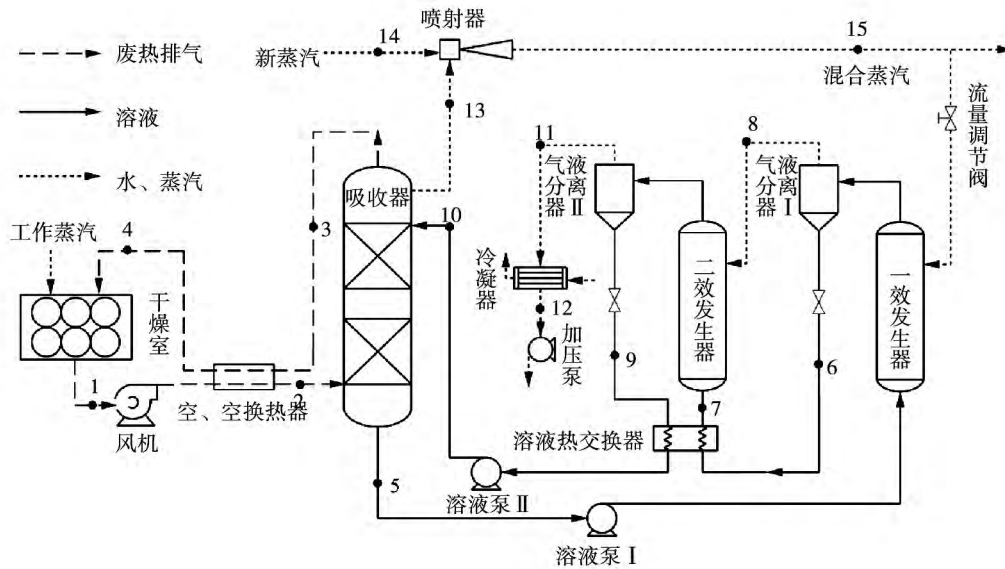 废热排气
溶液
水、蒸汽
喷射器
新蒸汽
14
15
混合蒸汽
13
流量调节阀
吸收器
10
3
工作蒸汽
4
干燥室
1
风机
2
空、空换热器
5
11
气液分离器Ⅱ
8
气液分离器Ⅰ
冷凝器
12
加压泵
9
二效发生器
一效发生器
6
7
溶液热交换器
溶液泵Ⅱ
溶液泵Ⅰ